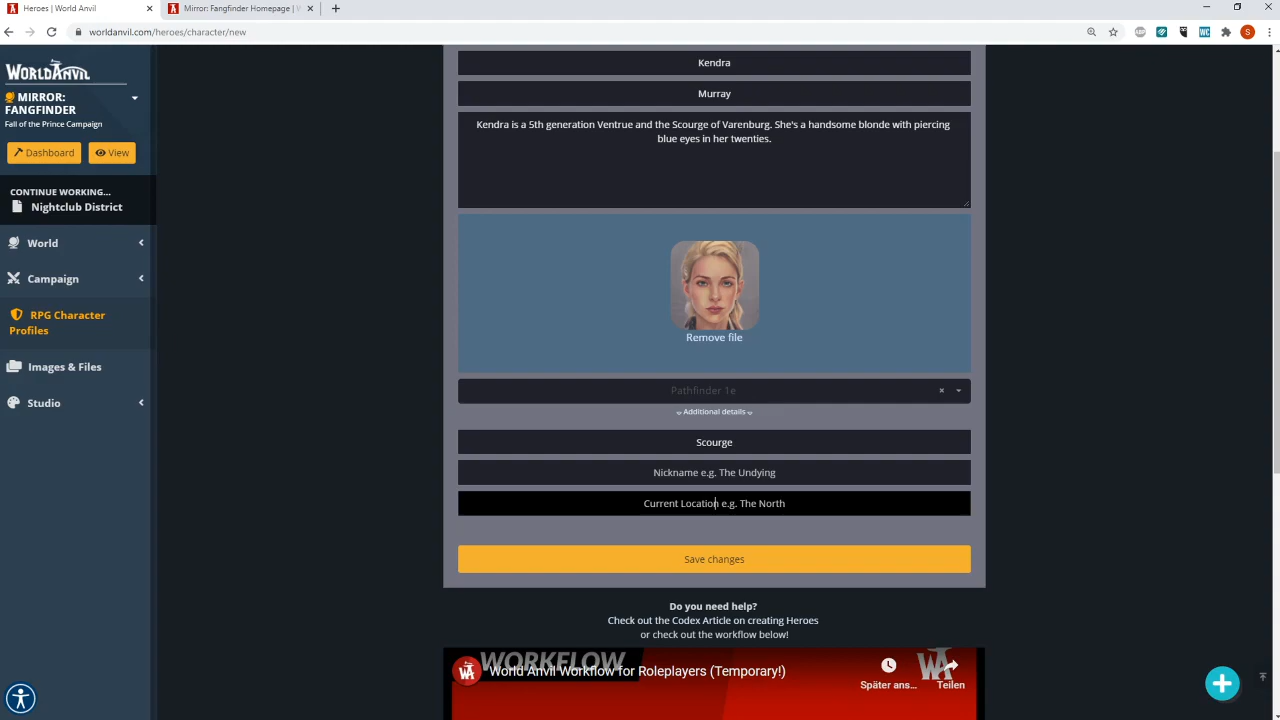 Heroes | World Anvil
Mirror: Fangfinder Homepage | W
worldanvil.com/heroes/character/new
ABP
WC
S
WORLDANVIL
MIRROR:
FANGFINDER
Fall of the Prince Campaign
Dashboard
View
CONTINUE WORKING...
Nightclub District
World
Campaign
RPG Character
Profiles
Images & Files
Studio
Kendra
Murray
Kendra is a 5th generation Ventrue and the Scourge of Varenburg. She's a handsome blonde with piercing
blue eyes in her twenties.
Remove file
Pathfinder 1e
Additional details
Scourge
Nickname e.g. The Undying
Current Location e.g. The North
Save changes
Do you need help?
Check out the Codex Article on creating Heroes
or check out the workflow below!
WORKFLOW
World Anvil Workflow for Roleplayers (Temporary!)
Später ans...
Teilen